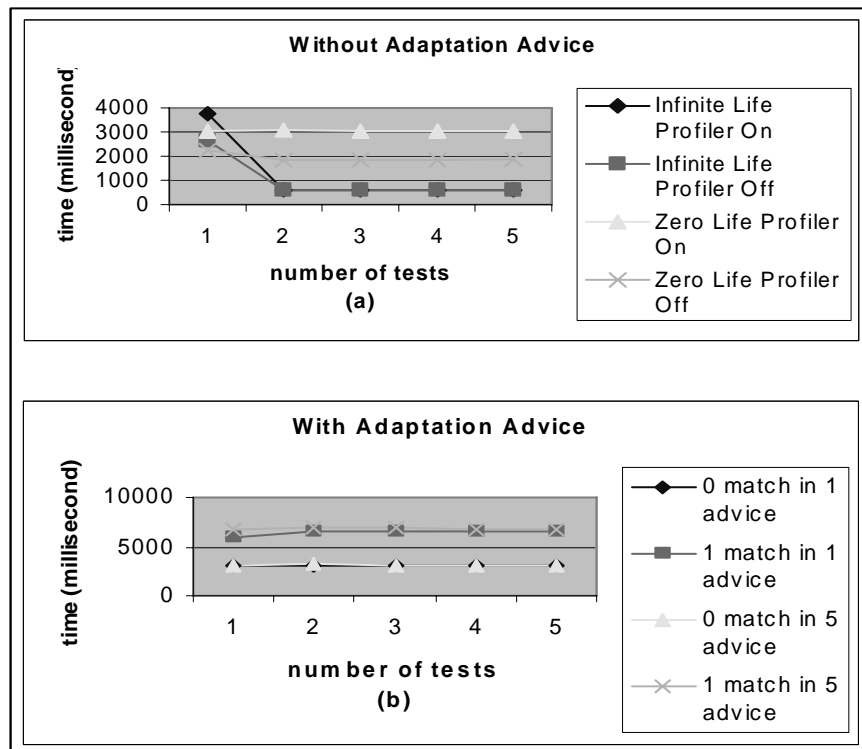 Without Adaptation Advice
time (millisecond)
4000
3000
2000
1000
0
1 2 3 4 5
number of tests
(a)
Infinite Life
Profiler On
Infinite Life
Profiler Off
Zero Life Profiler
On
Zero Life Profiler
Off
With Adaptation Advice
time (millisecond)
10000
5000
0
1 2 3 4 5
number of tests
(b)
0 match in 1
advice
1 match in 1
advice
0 match in 5
advice
1 match in 5
advice